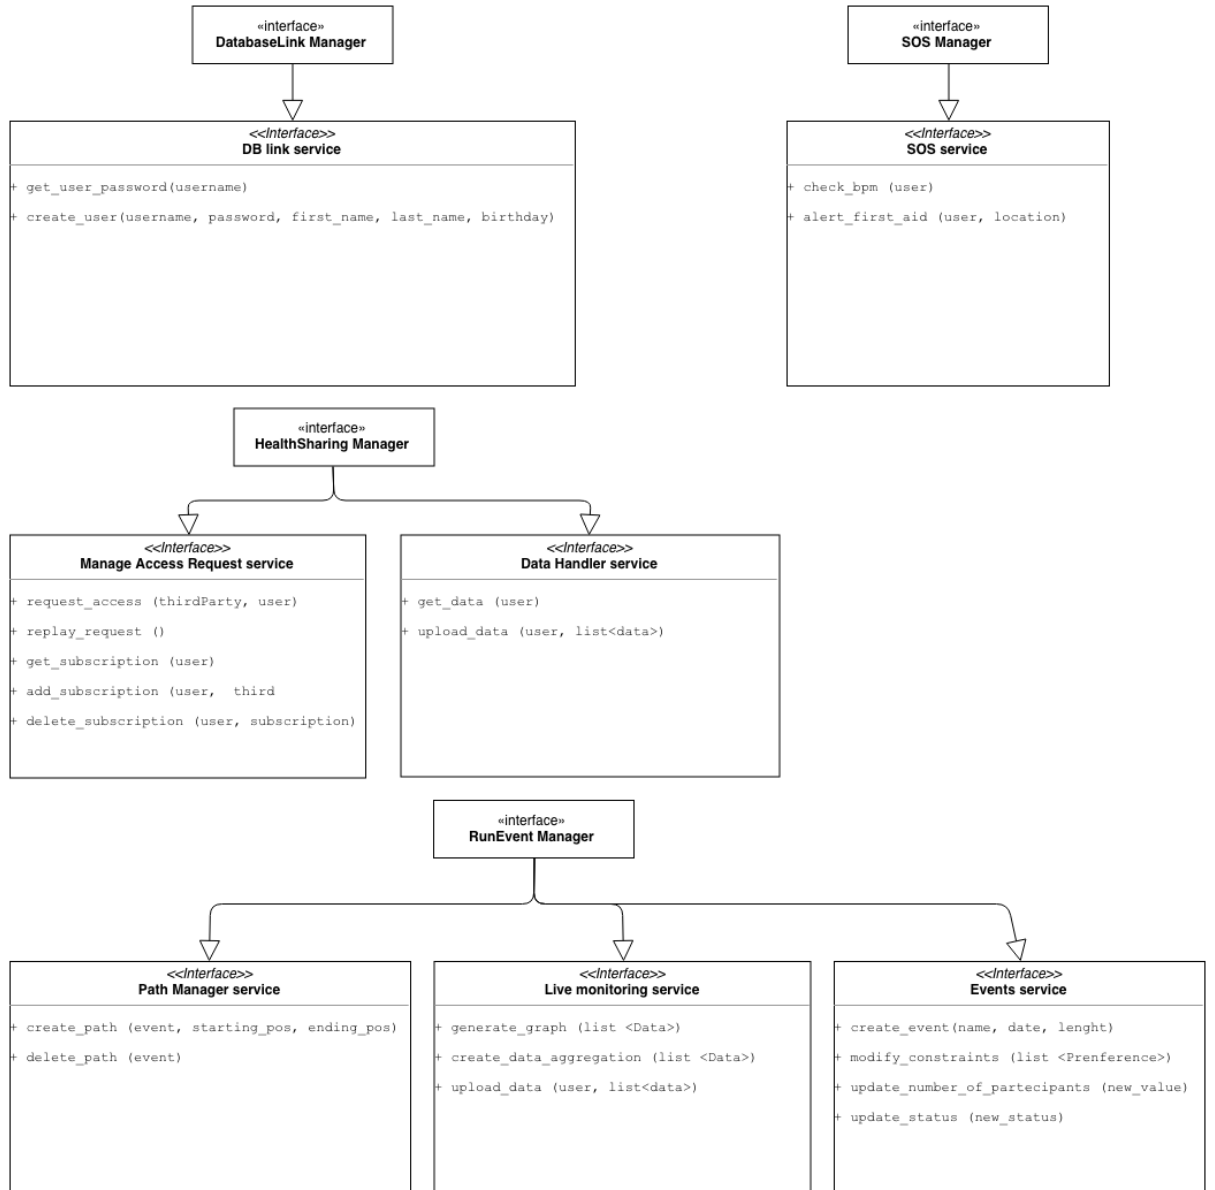 «interface»
DatabaseLink Manager
«interface»
SOS Manager
<<Interface>>
DB link service
+ get_user_password(username)
+ create_user(username, password, first_name, last_name, birthday)
<<Interface>>
SOS service
+ check_bpm (user)
+ alert_first_aid (user, location)
«interface»
HealthSharing Manager
<<Interface>>
Manage Access Request service
+ request_access (thirdParty, user)
+ replay_request ()
+ get_subscription (user)
+ add_subscription (user,  third
+ delete_subscription (user, subscription)
<<Interface>>
Data Handler service
+ get_data (user)
+ upload_data (user, list<data>)
«interface»
RunEvent Manager
<<Interface>>
Path Manager service
+ create_path (event, starting_pos, ending_pos)
+ delete_path (event)
<<Interface>>
Live monitoring service
+ generate_graph (list <Data>)
+ create_data_aggregation (list <Data>)
+ upload_data (user, list<data>)
<<Interface>>
Events service
+ create_event(name, date, lenght)
+ modify_constraints (list <Prenference>)
+ update_number_of_partecipants (new_value)
+ update_status (new_status)